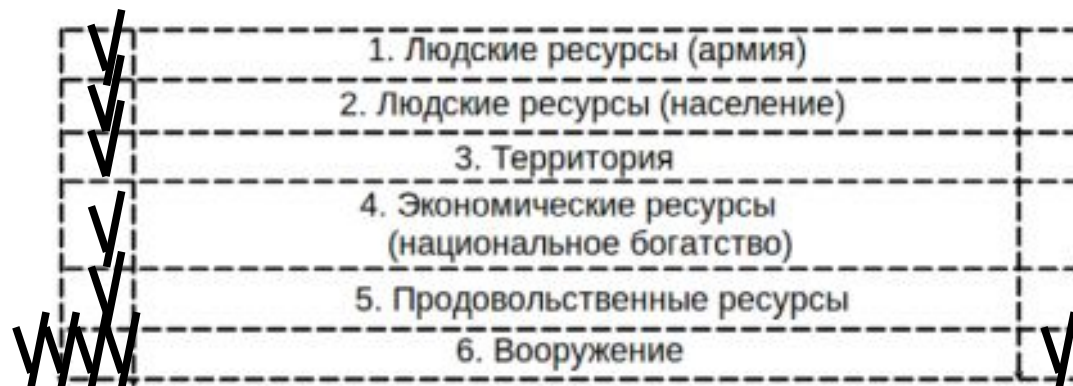 1. Людские ресурсы (армия)
2. Людские ресурсы (население)
3. Территория
4. Экономические ресурсы
(национальное богатство)
5. Продовольственные ресурсы
6. Вооружение